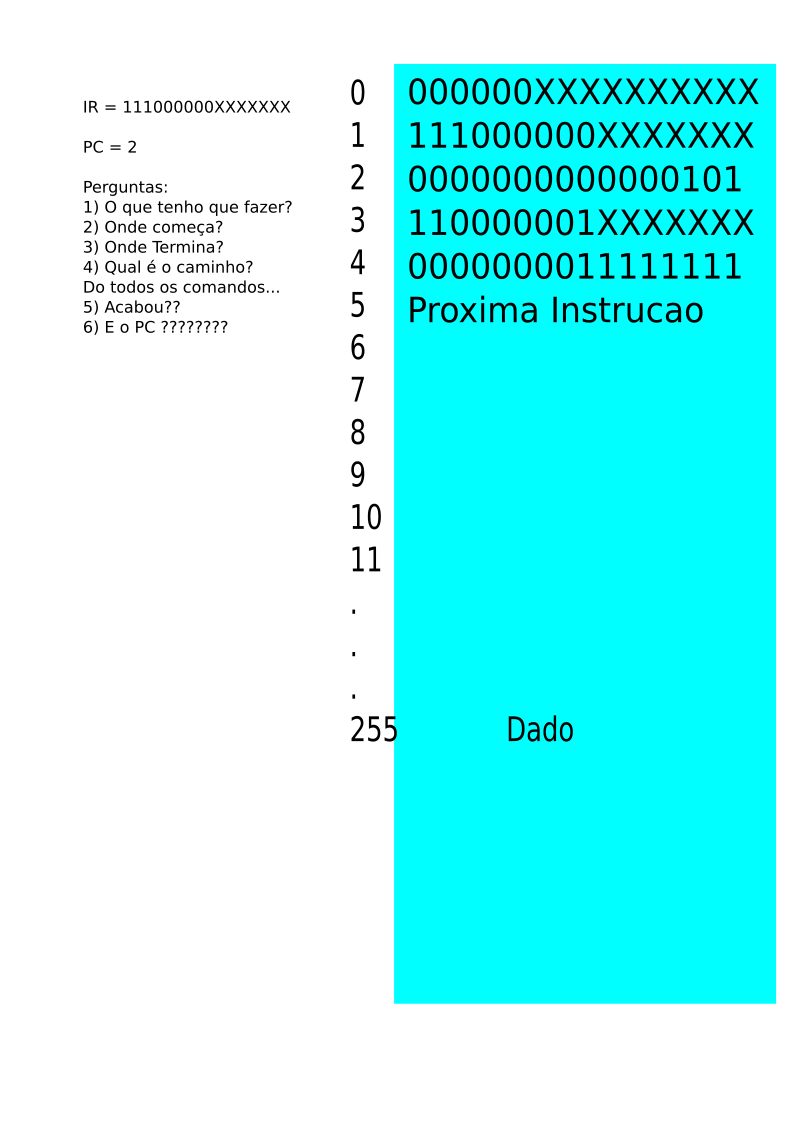 IR = 111000000XXXXXXX
PC = 2
Perguntas:
1) O que tenho que fazer?
2) Onde começa?
3) Onde Termina?
4) Qual é o caminho?
Do todos os comandos...
5) Acabou??
6) E o PC ????????
0 000000XXXXXXXXXX
1 111000000XXXXXXX
2 0000000000000101
3 110000001XXXXXXX
4 0000000011111111
5 Proxima Instrucao
6
7
8
9
10
11
.
.
.
255 Dado